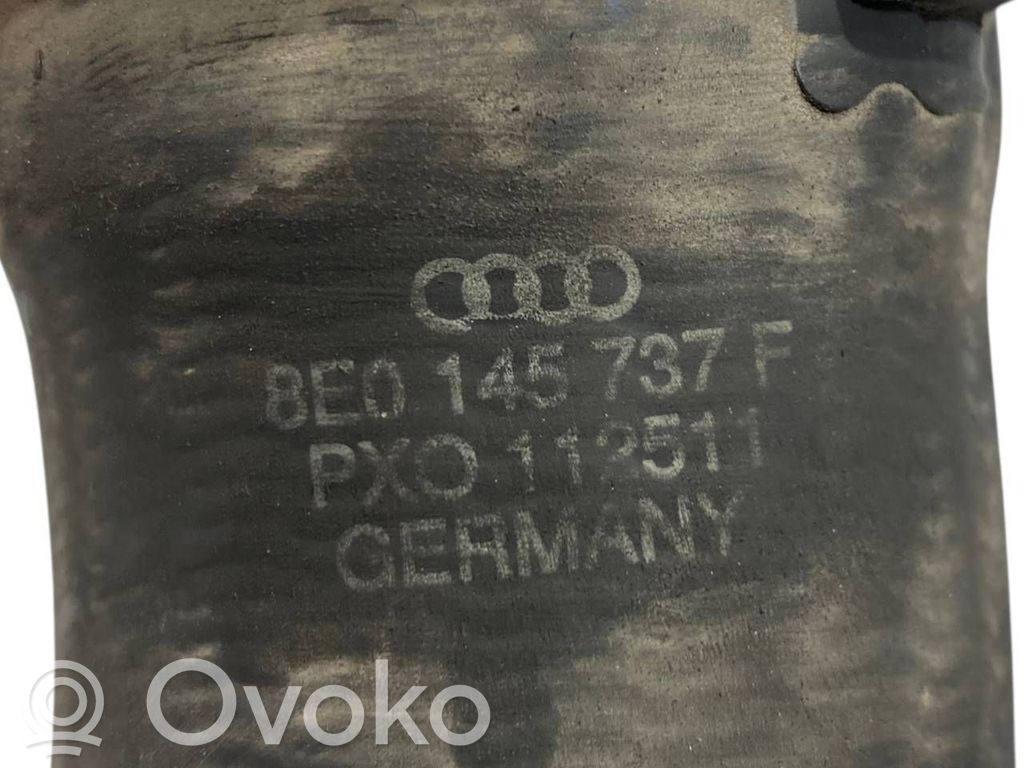 8E0 145 737 F
PXO 112511
GERMANY
® Ovoko